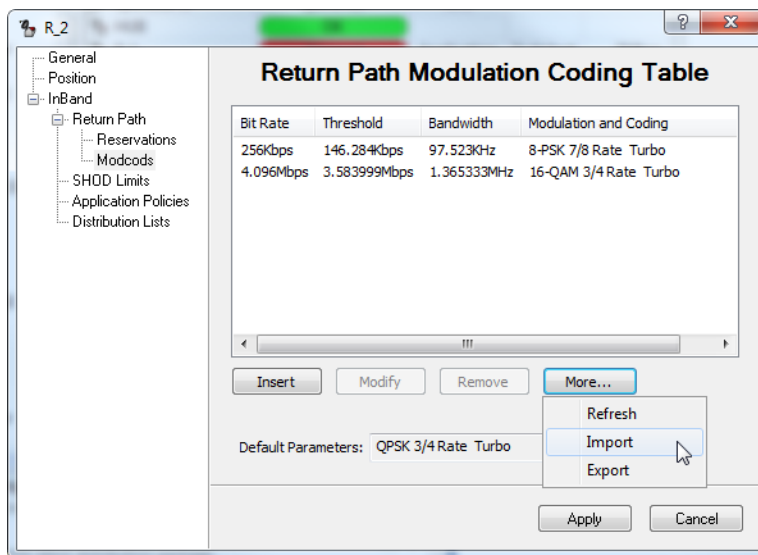 R_2
?
X
General
Position
InBand
Return Path
Reservations
Modcods
SHOD Limits
Application Policies
Distribution Lists
Return Path Modulation Coding Table
Bit Rate Threshold Bandwidth Modulation and Coding
256Kbps 146.284Kbps 97.523KHz 8-PSK 7/8 Rate Turbo
4.096Mbps 3.583999Mbps 1.365333MHz 16-QAM 3/4 Rate Turbo
Insert Modify Remove More...
Refresh
Default Parameters: QPSK 3/4 Rate Turbo Import
Export
Apply Cancel